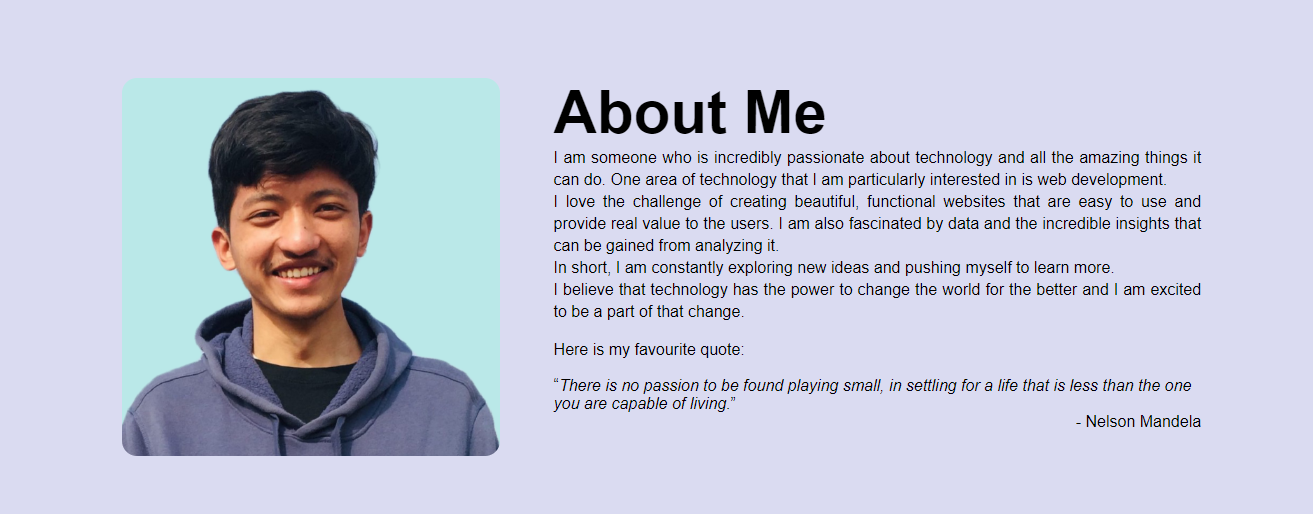 About Me
I am someone who is incredibly passionate about technology and all the amazing things it
can do. One area of technology that I am particularly interested in is web development.
I love the challenge of creating beautiful, functional websites that are easy to use and
provide real value to the users. I am also fascinated by data and the incredible insights that
can be gained from analyzing it.
In short, I am constantly exploring new ideas and pushing myself to learn more.
I believe that technology has the power to change the world for the better and I am excited
to be a part of that change.
Here is my favourite quote:
“There is no passion to be found playing small, in settling for a life that is less than the one
you are capable of living.”
- Nelson Mandela